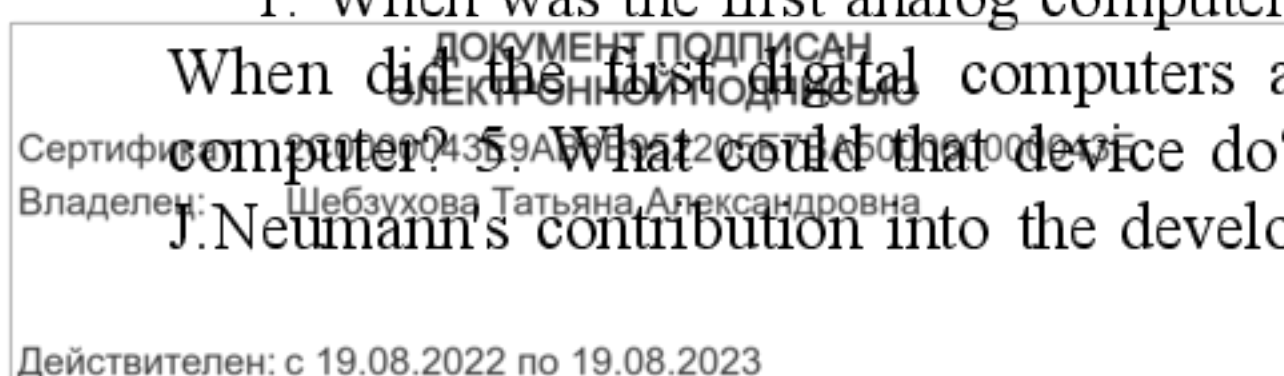 1. When was the first analog computer
ДОКУМЕНТ ПОДПИСАН
When did the first digital computers
ЭЛЕКТРОННОЙ ПОДПИСЬЮ
Сертификат:
computer? 5. What could that device do
Владелец: Шебзухова Татьяна Александровна
J.Neumann's contribution into the develo
Действителен: с 19.08.2022 по 19.08.2023